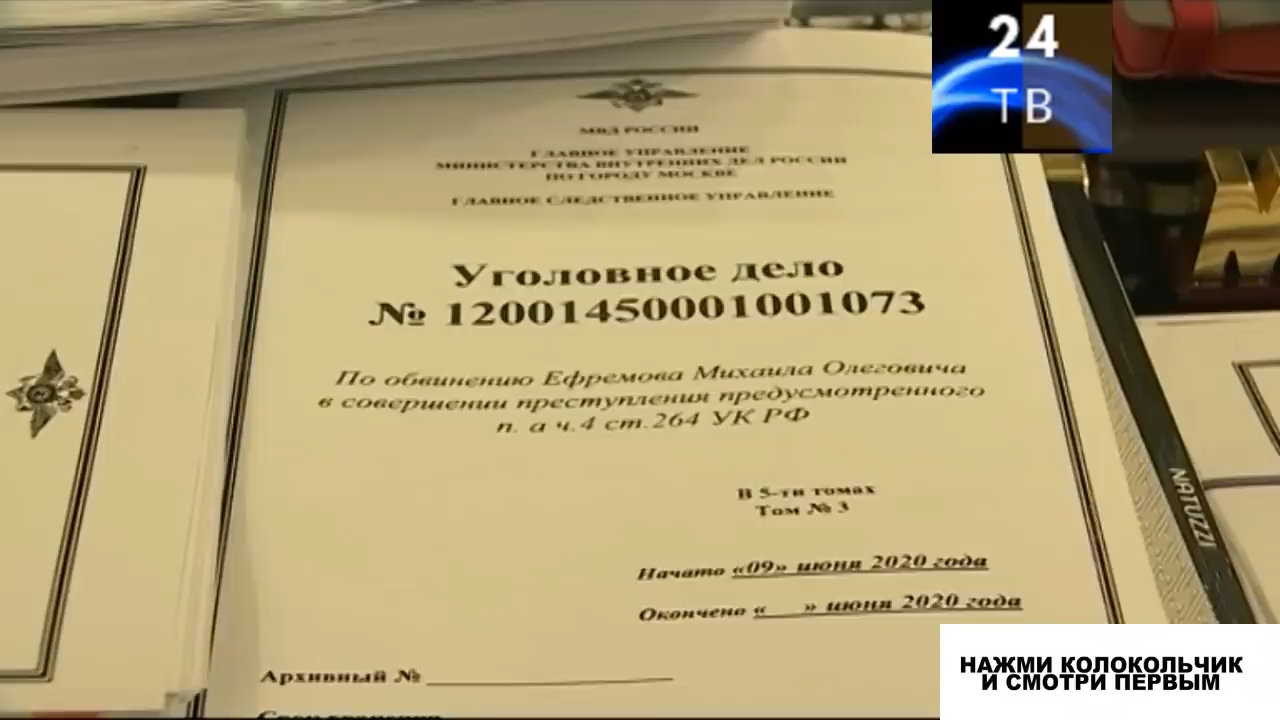 24
ТВ
МВД РОССИИ
ГЛАВНОЕ УПРАВЛЕНИЕ
МИНИСТЕРСТВА ВНУТРЕННИХ ДЕЛ РОССИИ
ПО ГОРОДУ МОСКВЕ
ГЛАВНОЕ СЛЕДСТВЕННОЕ УПРАВЛЕНИЕ
Уголовное дело
№ 12001450001001073
По обвинению Ефремова Михаила Олеговича
в совершении преступления предусмотренного
п. а ч.4 ст.264 УК РФ
В 5-ти томах
Том № 3
Начато «09» июня 2020 года
Окончено « » июня 2020 года
Архивный №
NATUZZI
НАЖМИ КОЛОКОЛЬЧИК
И СМОТРИ ПЕРВЫМ